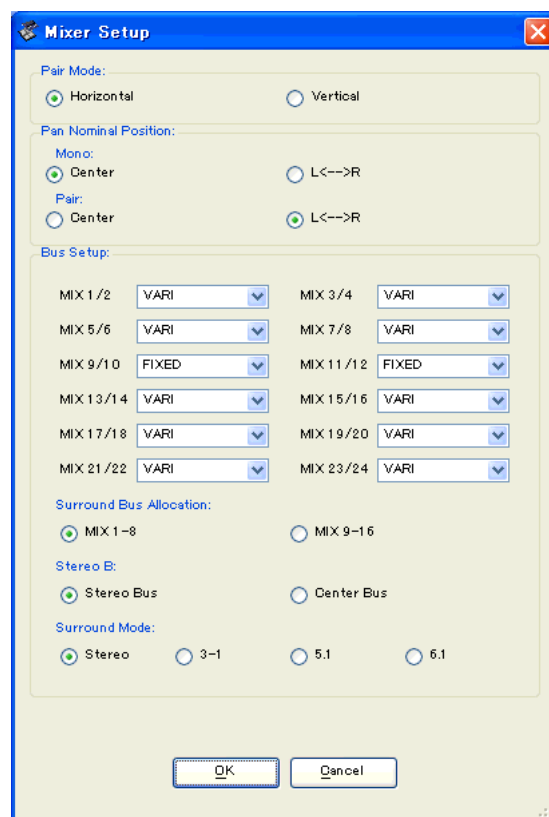 Mixer Setup
Pair Mode:
Horizontal Vertical
Pan Nominal Position:
Mono:
Center L<-->R
Pair:
Center L<-->R
Bus Setup:
MIX 1/2 VARI MIX 3/4 VARI
MIX 5/6 VARI MIX 7/8 VARI
MIX 9/10 FIXED MIX 11/12 FIXED
MIX 13/14 VARI MIX 15/16 VARI
MIX 17/18 VARI MIX 19/20 VARI
MIX 21/22 VARI MIX 23/24 VARI
Surround Bus Allocation:
MIX 1-8 MIX 9-16
Stereo B:
Stereo Bus Center Bus
Surround Mode:
Stereo 3-1 5.1 6.1
OK Cancel